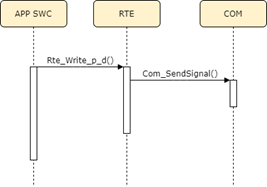 APP SWC
RTE
COM
Rte_Write_p_d()
Com_SendSignal()